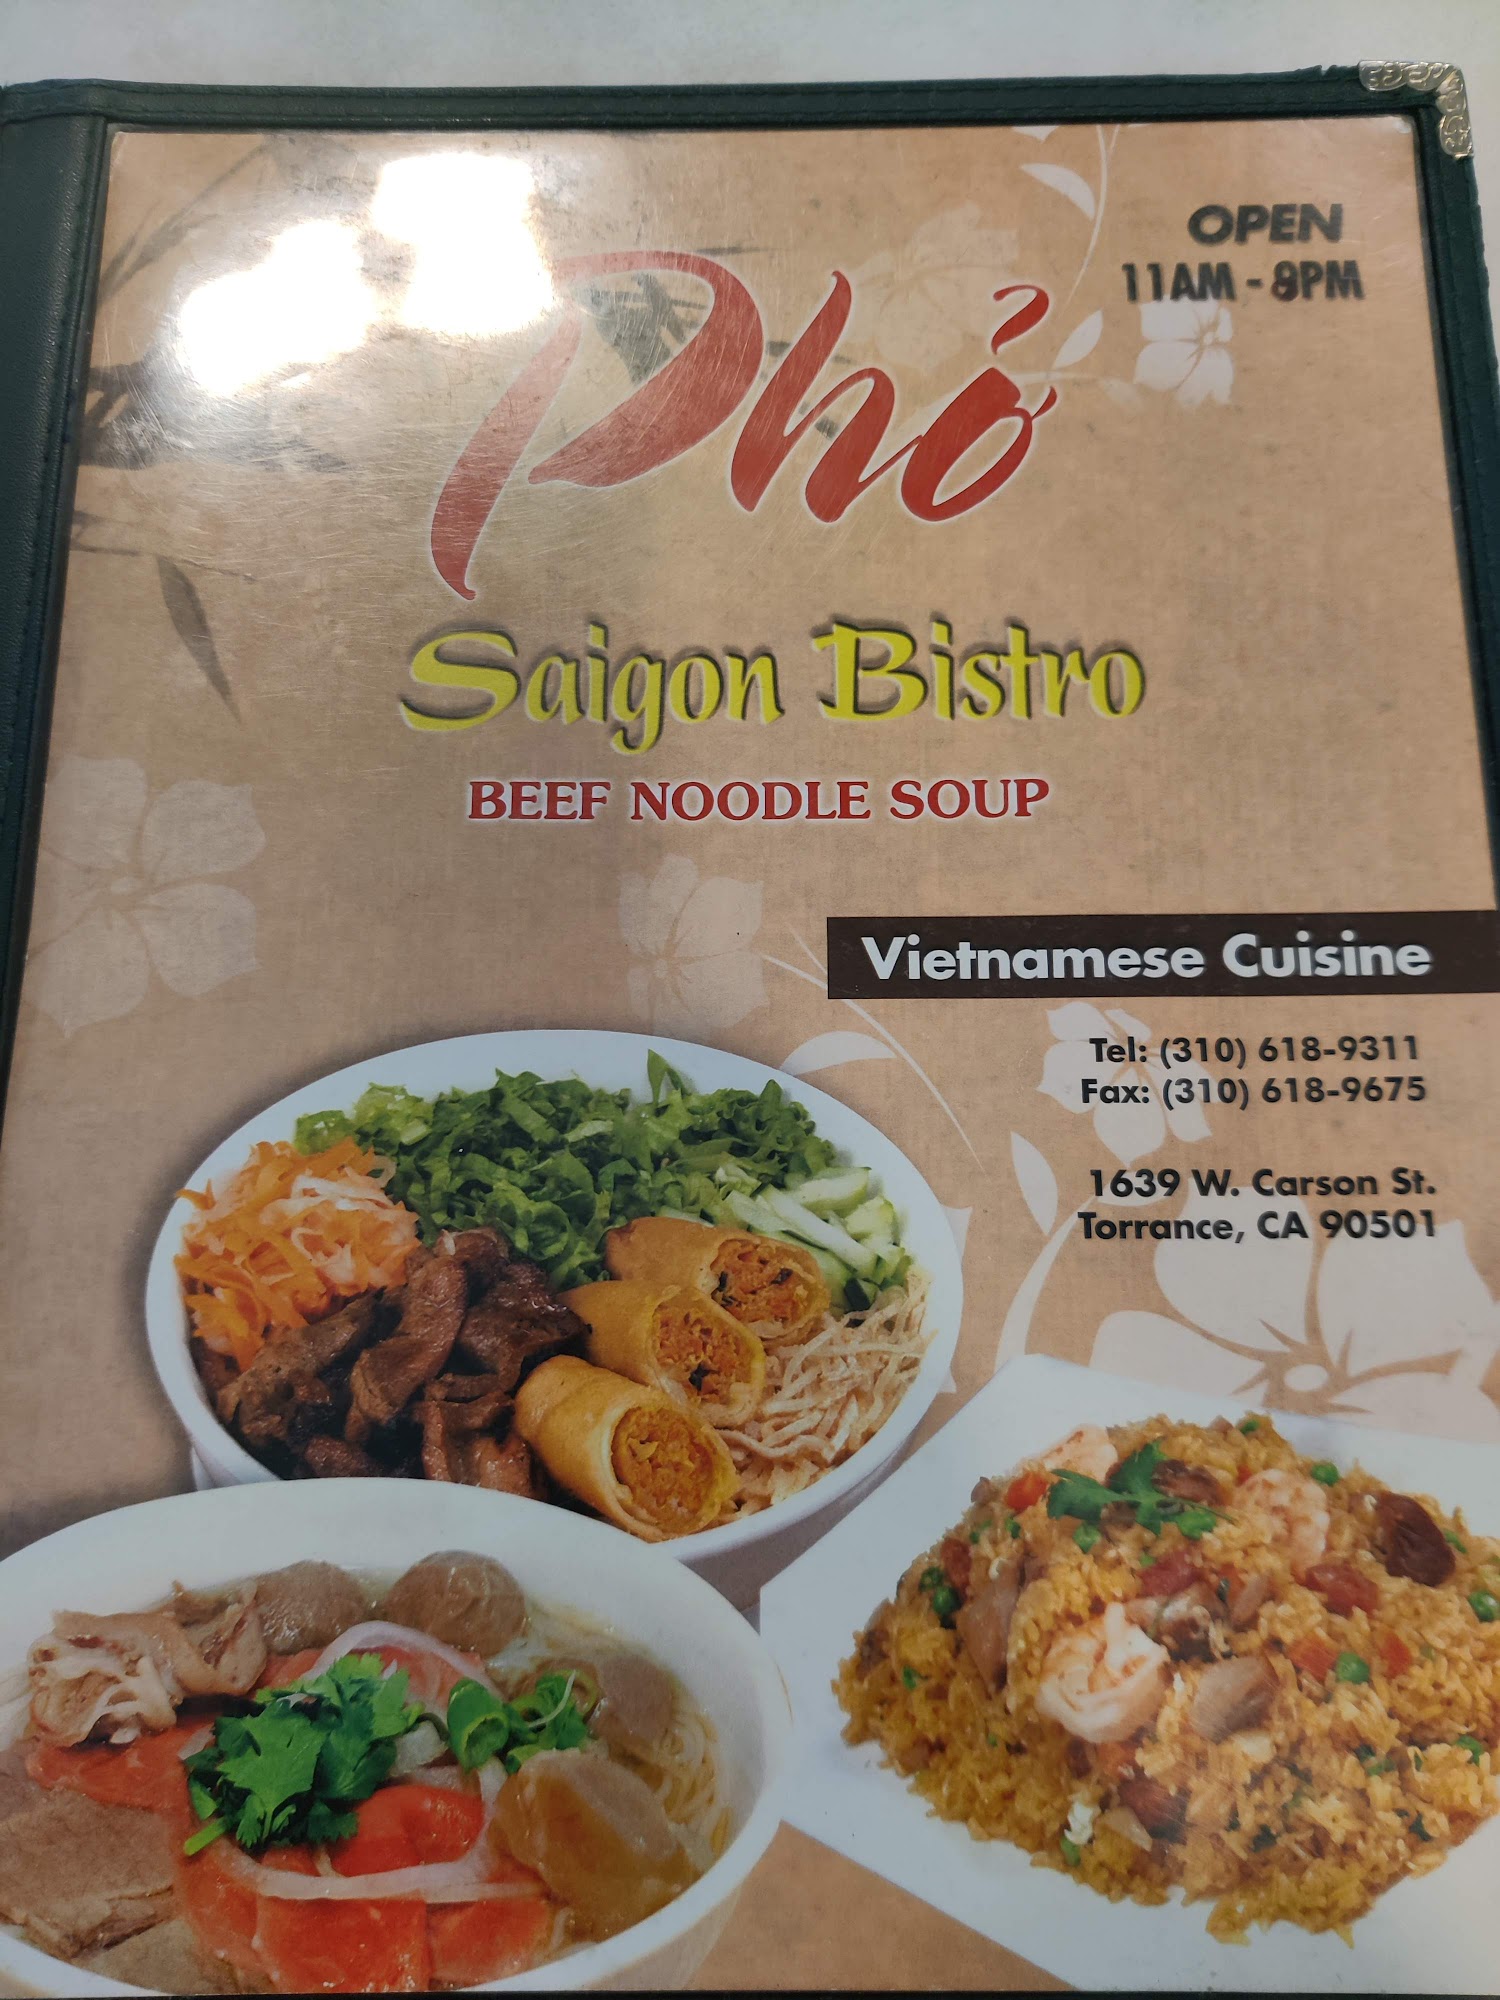 OPEN
11AM - 8PM
Phở
Saigon Bistro
BEEF NOODLE SOUP
Vietnamese Cuisine
Tel: (310) 618-9311
Fax: (310) 618-9675
1639 W. Carson St.
Torrance, CA 90501